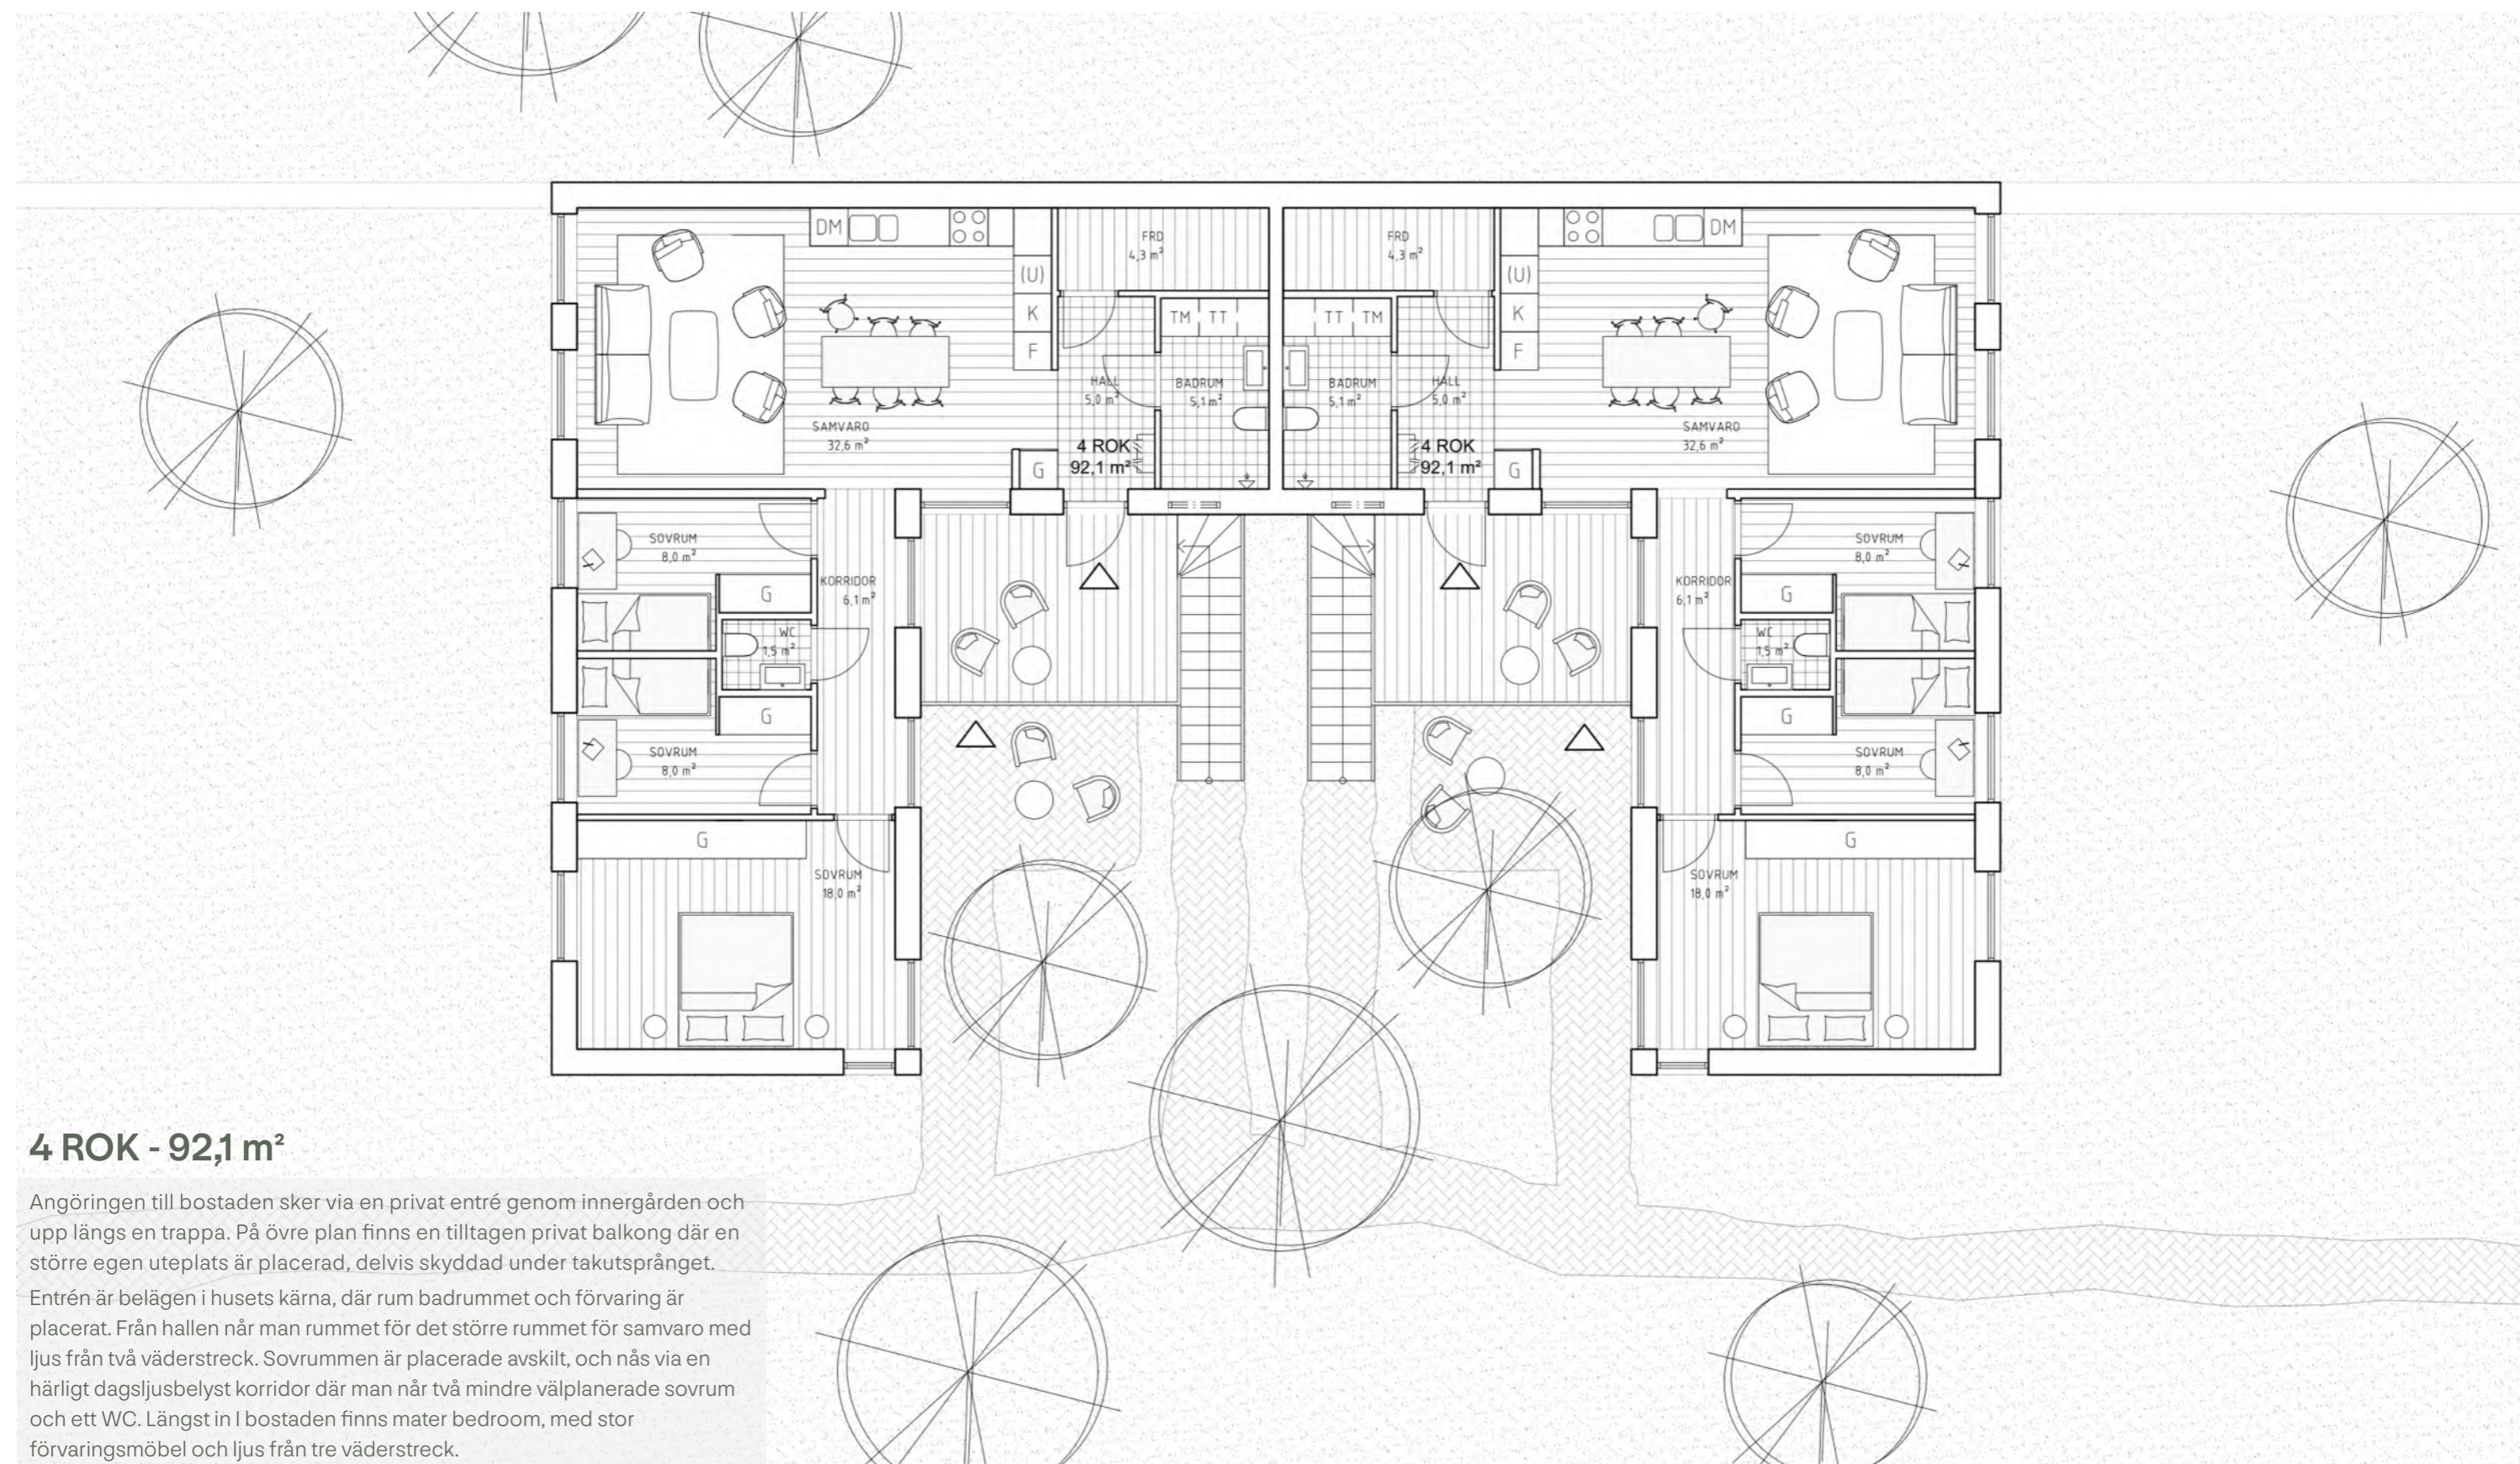 DM
DM
FRD
4,3 m²
FRD
4,3 m²
(U)
K
F
(U)
K
F
TM TT
TT TM
HALL
5,0 m²
BADRUM
5,1 m²
BADRUM
5,1 m²
HALL
5,0 m²
SAMVARO
32,6 m²
SAMVARO
32,6 m²
4 ROK
92,1 m²
4 ROK
92,1 m²
G
G
SOVRUM
8,0 m²
SOVRUM
8,0 m²
KORRIDOR
6,1 m²
KORRIDOR
6,1 m²
G
G
WC
1,5 m²
WC
1,5 m²
G
G
SOVRUM
8,0 m²
SOVRUM
8,0 m²
G
G
SOVRUM
18,0 m²
SOVRUM
18,0 m²
4 ROK - 92,1 m²
Angöringen till bostaden sker via en privat entré genom innergården och
upp längs en trappa. På övre plan finns en tilltagen privat balkong där en
större egen uteplats är placerad, delvis skyddad under takutsprånget.
Entrén är belägen i husets kärna, där rum badrummet och förvaring är
placerat. Från hallen når man rummet för det större rummet för samvaro med
ljus från två väderstreck. Sovrummen är placerade avskilt, och nås via en
härligt dagsljusbelyst korridor där man når två mindre välplanerade sovrum
och ett WC. Längst in I bostaden finns mater bedroom, med stor
förvaringsmöbel och ljus från tre väderstreck.